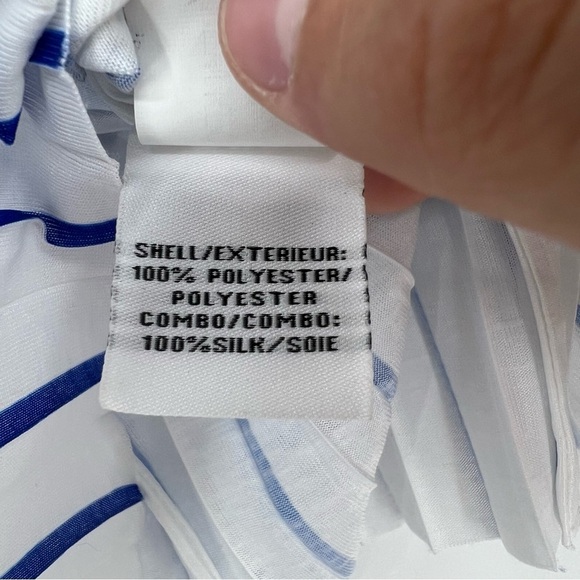 SHELL/EXTERIEUR:
100% POLYESTER/
POLYESTER
COMBO/COMBO:
100%SILK/SOIE